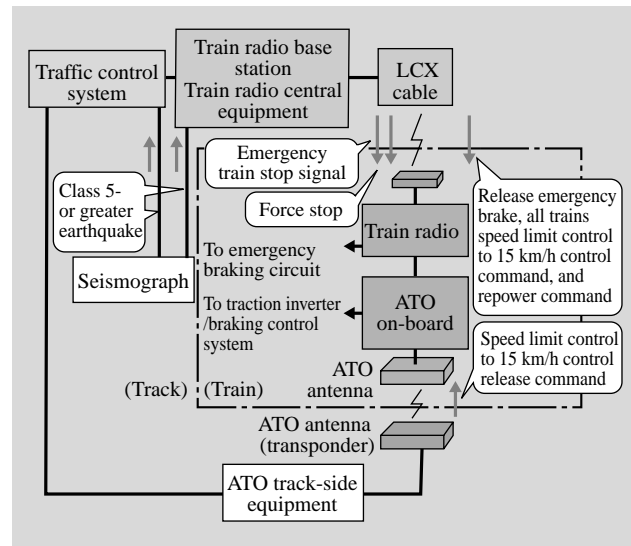 Traffic control
system
Train radio base
station
Train radio central
equipment
LCX
cable
Emergency
train stop signal
Force stop
Class 5-
or greater
earthquake
Seismograph
Train radio
To emergency
braking circuit
To traction inverter
/braking control
system
ATO
on-board
Release emergency
brake, all trains
speed limit control
to 15 km/h control
command, and
repower command
Speed limit control
to 15 km/h control
release command
ATO
antenna
(Track)
(Train)
ATO antenna
(transponder)
ATO track-side
equipment